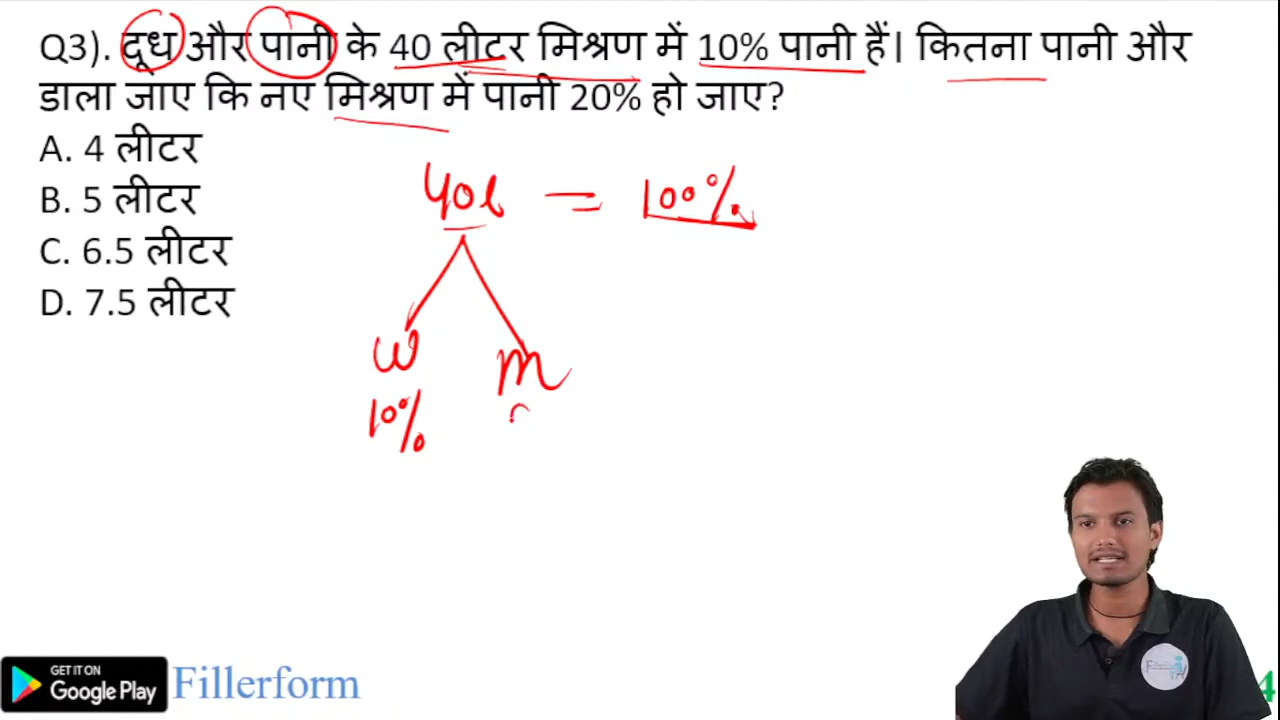 Q3). दूध और पानी के 40 लीटर मिश्रण में 10% पानी हैं। कितना पानी और
डाला जाए कि नए मिश्रण में पानी 20% हो जाए?
A. 4 लीटर
B. 5 लीटर
C. 6.5 लीटर
D. 7.5 लीटर
40l = 100%
w m
10%
GET IT ON
Google Play
Fillerform
4